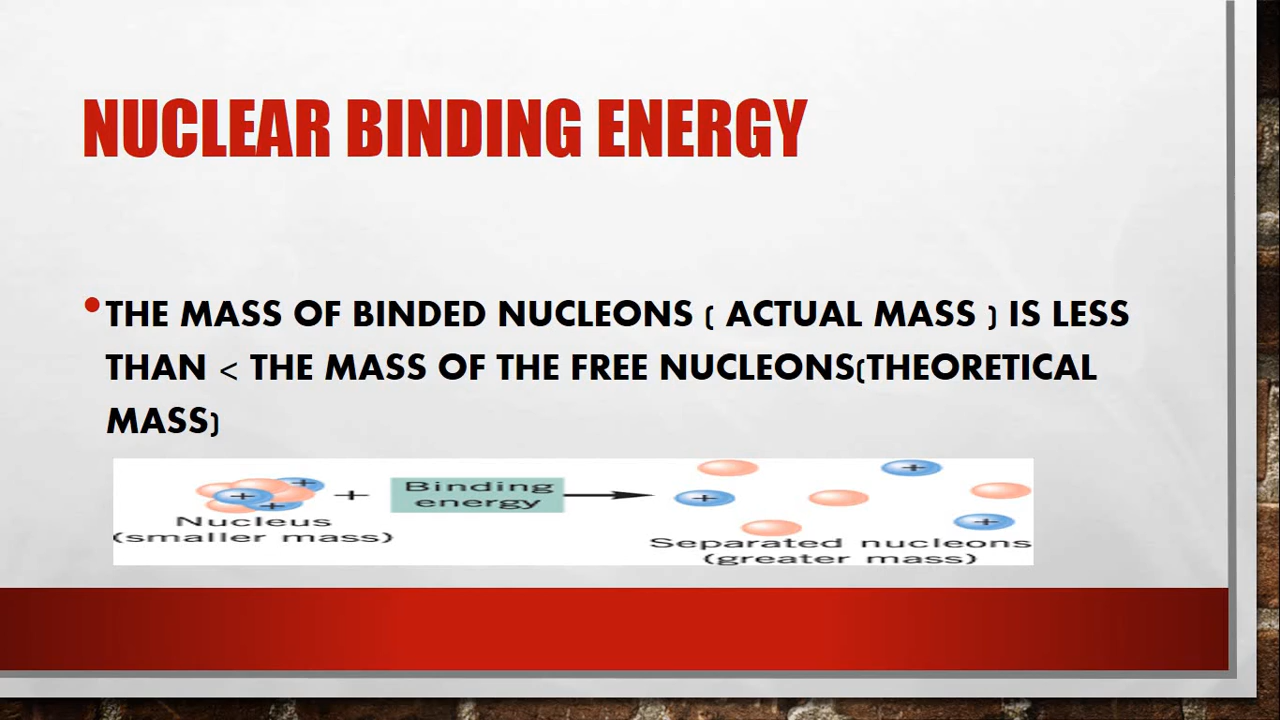 NUCLEAR BINDING ENERGY
• THE MASS OF BINDED NUCLEONS ( ACTUAL MASS ) IS LESS
THAN < THE MASS OF THE FREE NUCLEONS(THEORETICAL
MASS)
+ Binding energy
Nucleus
(smaller mass)
Separated nucleons
(greater mass)